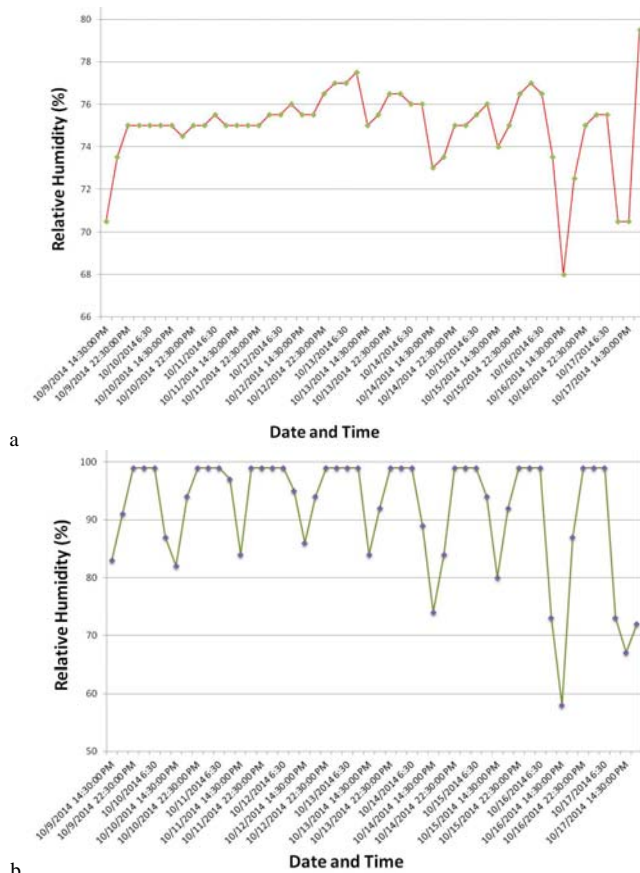 80
78
76
74
72
70
68
66
Relative Humidity (%)
10/9/2014 14:30:00 PM
10/9/2014 22:30:00 PM
10/10/2014 6:30
10/10/2014 14:30:00 PM
10/10/2014 22:30:00 PM
10/11/2014 6:30
10/11/2014 14:30:00 PM
10/11/2014 22:30:00 PM
10/12/2014 6:30
10/12/2014 14:30:00 PM
10/12/2014 22:30:00 PM
10/13/2014 6:30
10/13/2014 14:30:00 PM
10/13/2014 22:30:00 PM
10/14/2014 6:30
10/14/2014 14:30:00 PM
10/14/2014 22:30:00 PM
10/15/2014 6:30
10/15/2014 14:30:00 PM
10/15/2014 22:30:00 PM
10/16/2014 6:30
10/16/2014 14:30:00 PM
10/16/2014 22:30:00 PM
10/17/2014 6:30
10/17/2014 14:30:00 PM
Date and Time
a
100
90
80
70
60
50
Relative Humidity (%)
10/9/2014 14:30:00 PM
10/9/2014 22:30:00 PM
10/10/2014 6:30
10/10/2014 14:30:00 PM
10/10/2014 22:30:00 PM
10/11/2014 6:30
10/11/2014 14:30:00 PM
10/11/2014 22:30:00 PM
10/12/2014 6:30
10/12/2014 14:30:00 PM
10/12/2014 22:30:00 PM
10/13/2014 6:30
10/13/2014 14:30:00 PM
10/13/2014 22:30:00 PM
10/14/2014 6:30
10/14/2014 14:30:00 PM
10/14/2014 22:30:00 PM
10/15/2014 6:30
10/15/2014 14:30:00 PM
10/15/2014 22:30:00 PM
10/16/2014 6:30
10/16/2014 14:30:00 PM
10/16/2014 22:30:00 PM
10/17/2014 6:30
10/17/2014 14:30:00 PM
Date and Time
b